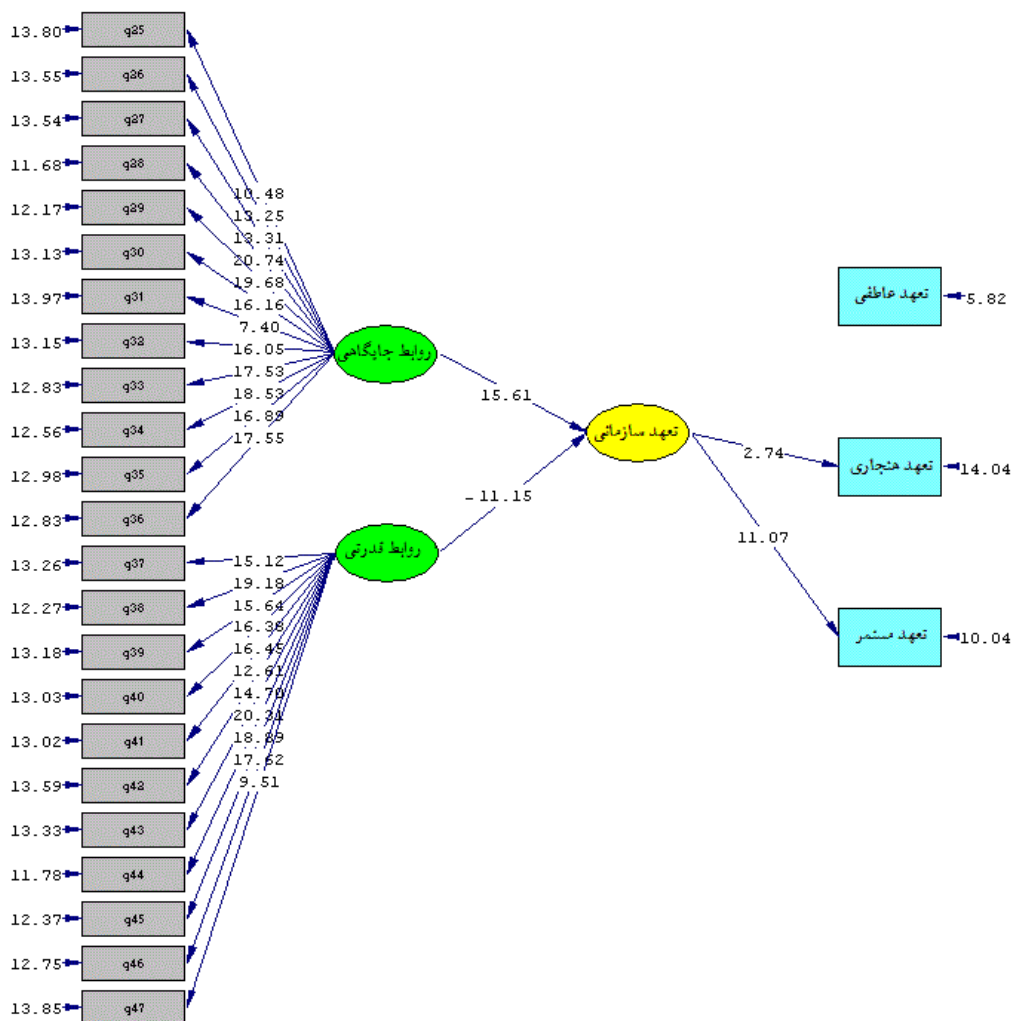 13.80 q25
13.55 q26
13.54 q27
11.68 q28
12.17 q29
13.13 q30
13.97 q31
13.15 q32
12.83 q33
12.56 q34
12.98 q35
12.83 q36
13.26 q37
12.27 q38
13.18 q39
13.03 q40
13.02 q41
13.59 q42
13.33 q43
11.78 q44
12.37 q45
12.75 q46
13.85 q47
10.48
13.25
13.31
20.74
19.68
16.16
7.40
16.05
17.53
18.53
16.89
17.55
15.12
19.18
15.64
16.38
16.45
12.61
14.70
20.31
18.89
17.62
9.51
روابط جایگاهی
روابط قدرتی
15.61
-11.15
تعهد سازمانی
2.74
11.07
تعهد عاطفی 5.82
تعهد هنجاری 14.04
تعهد مستمر 10.04